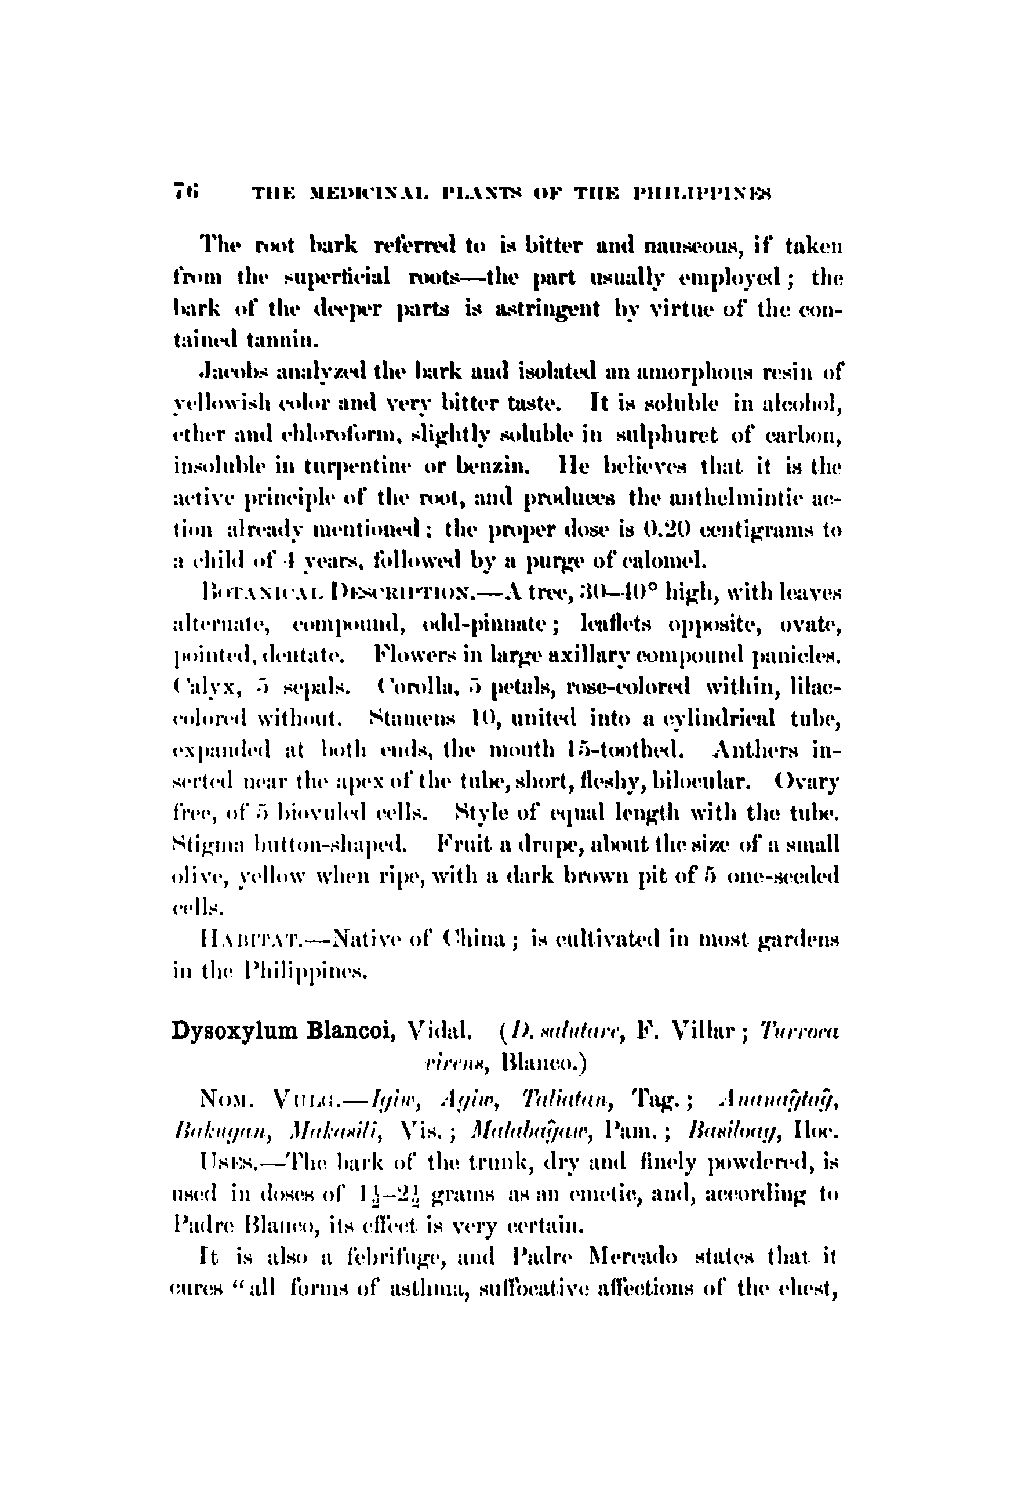 76 THE MEDICINAL PLANTS OF THE PHILIPPINES
The root bark referred to is bitter and nauseous, if taken
from the superficial roots—the part usually employed; the
bark of the deeper parts is astringent by virtue of the con-
tained tannin.
Jacobs analyzed the bark and isolated an amorphous resin of
yellowish color and very bitter taste. It is soluble in alcohol,
ether and chloroform, slightly soluble in sulphuret of carbon,
insoluble in turpentine or benzin. He believes that it is the
active principle of the root, and produces the anthelmintic ac-
tion already mentioned; the proper dose is 0.20 centigrams to
a child of 4 years, followed by a purge of calomel.
BOTANICAL DESCRIPTION.—A tree, 30–40° high, with leaves
alternate, compound, odd-pinnate; leaflets opposite, ovate,
pointed, dentate. Flowers in large axillary compound panicles.
Calyx, 5 sepals. Corolla, 5 petals, rose-colored within, lilac-
colored without. Stamens 10, united into a cylindrical tube,
expanded at both ends, the mouth 15-toothed. Anthers in-
serted near the apex of the tube, short, fleshy, bilocular. Ovary
free, of 5 biovuled cells. Style of equal length with the tube.
Stigma button-shaped. Fruit a drupe, about the size of a small
olive, yellow when ripe, with a dark brown pit of 5 one-seeded
cells.
HABITAT.—Native of China; is cultivated in most gardens
in the Philippines.
Dysoxylum Blancoi, Vidal. (D. salutare, F. Villar; Turroea
virens, Blanco.)
NOM. VULG.—Igiw, Agiw, Taliatan, Tag.; Ananag̃tag̃,
Bakugan, Makasili, Vis.; Malabag̃aw, Pam.; Basiloag, Iloc.
USES.—The bark of the trunk, dry and finely powdered, is
used in doses of 1½–2½ grams as an emetic, and, according to
Padre Blanco, its effect is very certain.
It is also a febrifuge, and Padre Mercado states that it
cures “all forms of asthma, suffocative affections of the chest,